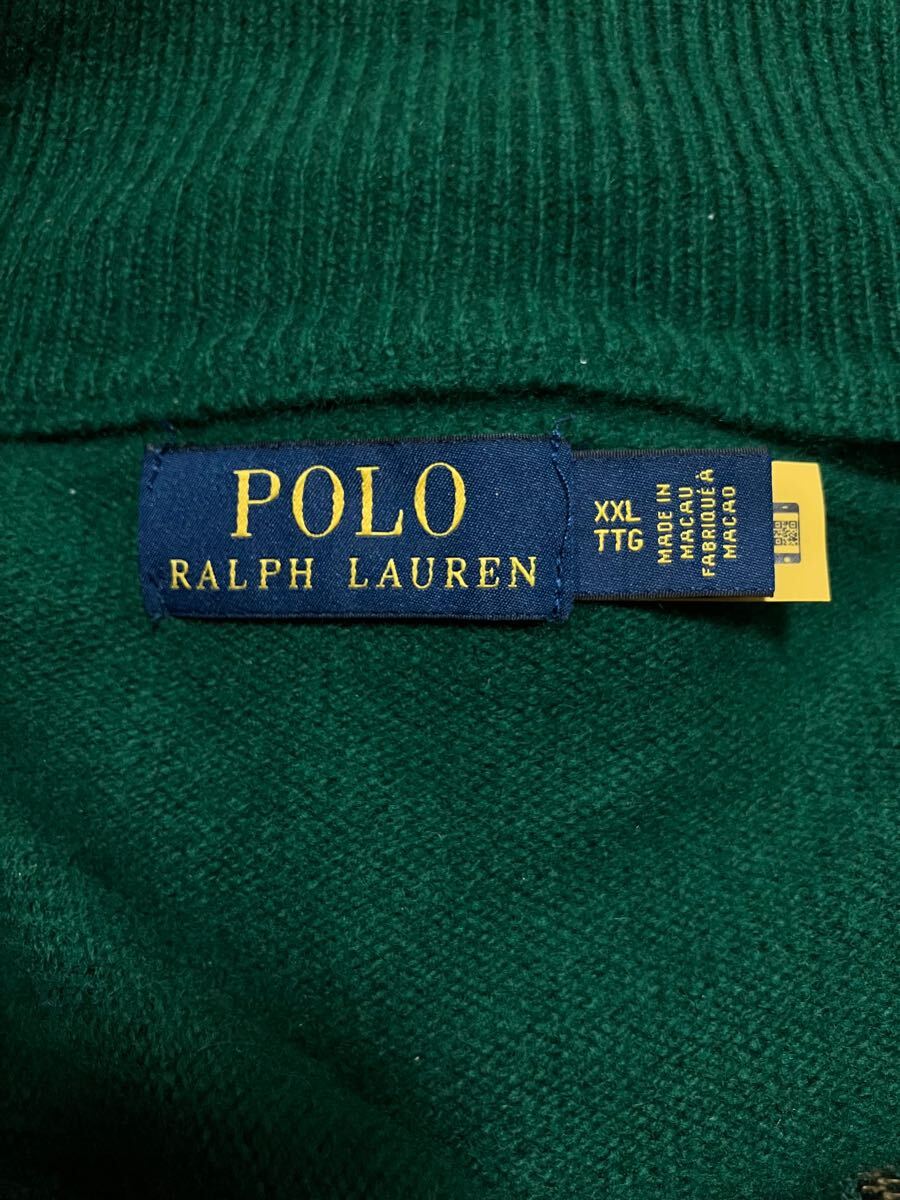 POLO
RALPH LAUREN
XXL
TTG
MADE IN
MACAU
FABRIQUÉ À
MACAO